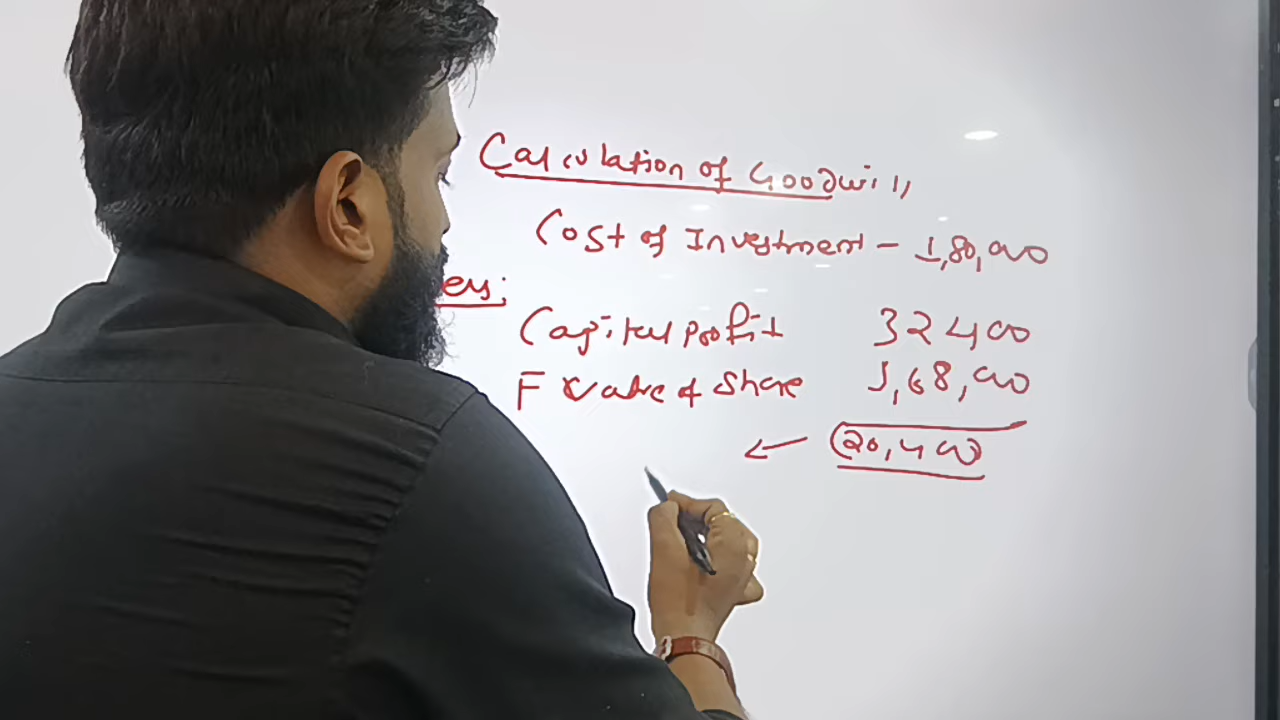 Calculation of Goodwill
Cost of Investment - 1,80,000
ess:
Capital profit 32400
F value of Share 1,68,000
(20,400)